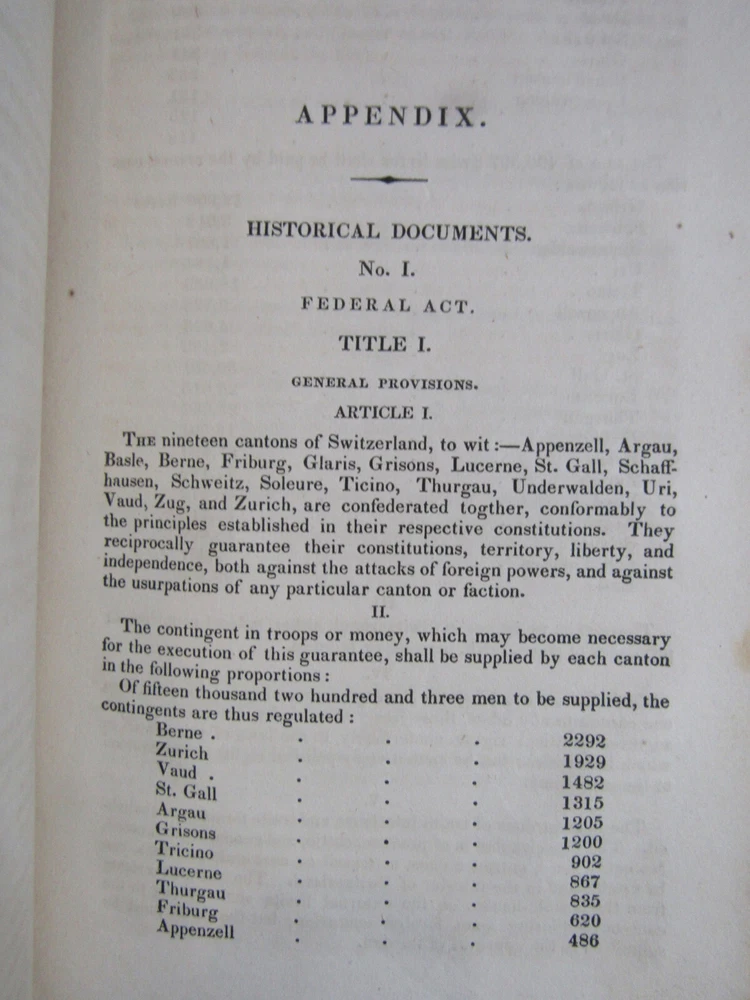 APPENDIX.
HISTORICAL DOCUMENTS.
No. I.
FEDERAL ACT.
TITLE I.
GENERAL PROVISIONS.
ARTICLE I.
THE nineteen cantons of Switzerland, to wit :—Appenzell, Argau,
Basle, Berne, Friburg, Glaris, Grisons, Lucerne, St. Gall, Schaff-
hausen, Schweitz, Soleure, Ticino, Thurgau, Underwalden, Uri,
Vaud, Zug, and Zurich, are confederated togther, conformably to
the principles established in their respective constitutions. They
reciprocally guarantee their constitutions, territory, liberty, and
independence, both against the attacks of foreign powers, and against
the usurpations of any particular canton or faction.
II.
The contingent in troops or money, which may become necessary
for the execution of this guarantee, shall be supplied by each canton
in the following proportions :
Of fifteen thousand two hundred and three men to be supplied, the
contingents are thus regulated :
Berne . . . . 2292
Zurich . . . 1929
Vaud . . . . 1482
St. Gall . . . 1315
Argau . . . 1205
Grisons . . . 1200
Tricino . . . 902
Lucerne . . . 867
Thurgau . . . 835
Friburg . . . 620
Appenzell . . . 486